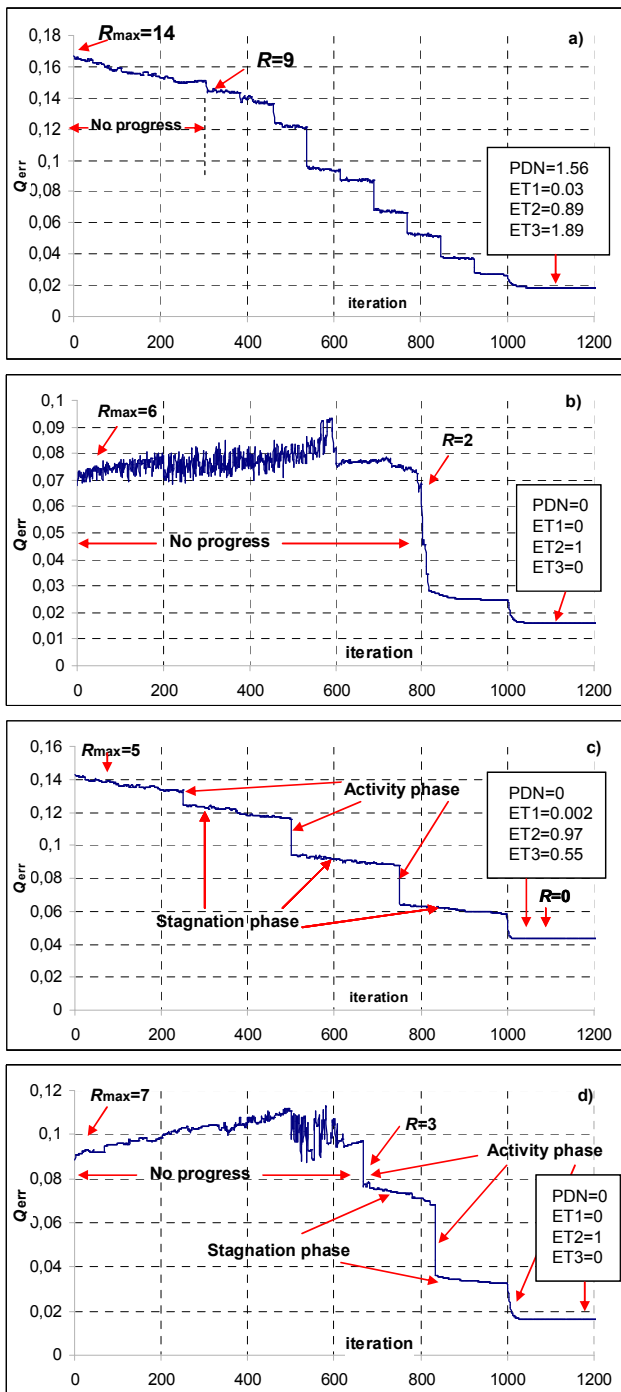 a)
Rmax=14
R=9
No progress
PDN=1.56
ET1=0.03
ET2=0.89
ET3=1.89
Qerr
0,18
0,16
0,14
0,12
0,1
0,08
0,06
0,04
0,02
0
iteration
0 200 400 600 800 1000 1200
b)
Rmax=6
R=2
No progress
PDN=0
ET1=0
ET2=1
ET3=0
Qerr
0,1
0,09
0,08
0,07
0,06
0,05
0,04
0,03
0,02
0,01
0
iteration
0 200 400 600 800 1000 1200
c)
Rmax=5
Activity phase
Stagnation phase
PDN=0
ET1=0.002
ET2=0.97
ET3=0.55
R=0
Qerr
0,16
0,14
0,12
0,1
0,08
0,06
0,04
0,02
0
iteration
0 200 400 600 800 1000 1200
d)
Rmax=7
R=3
No progress
Activity phase
Stagnation phase
PDN=0
ET1=0
ET2=1
ET3=0
Qerr
0,12
0,1
0,08
0,06
0,04
0,02
0
iteration
0 200 400 600 800 1000 1200